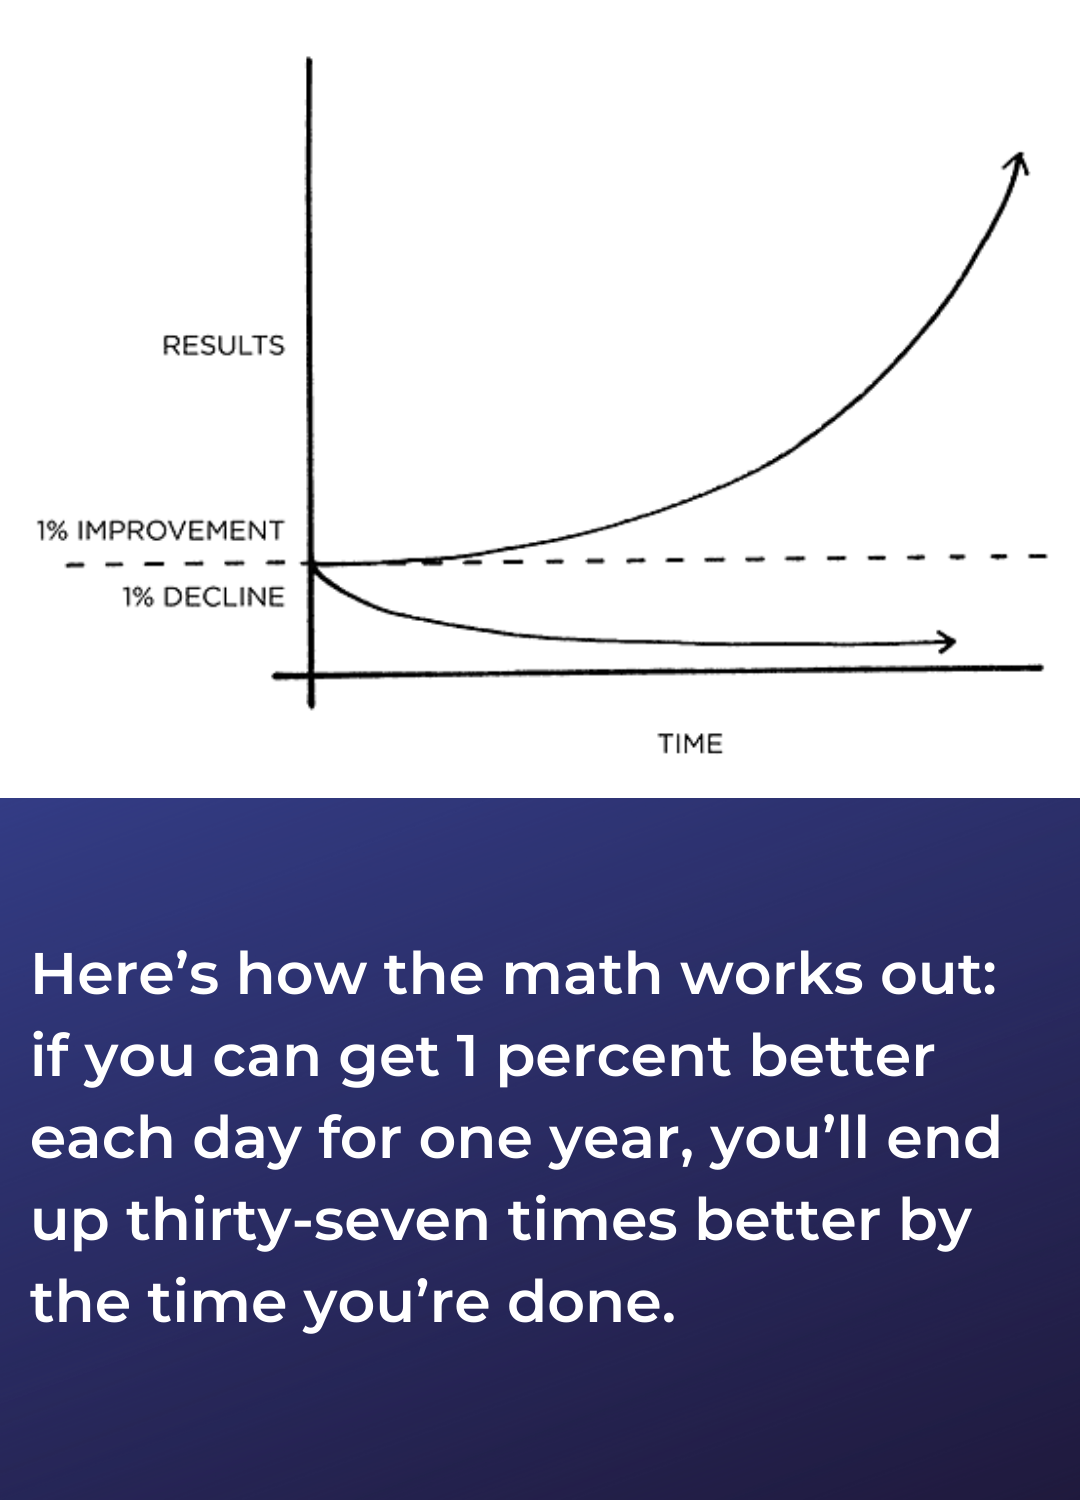 RESULTS
1% IMPROVEMENT
1% DECLINE
TIME
Here’s how the math works out:
if you can get 1 percent better
each day for one year, you’ll end
up thirty-seven times better by
the time you’re done.